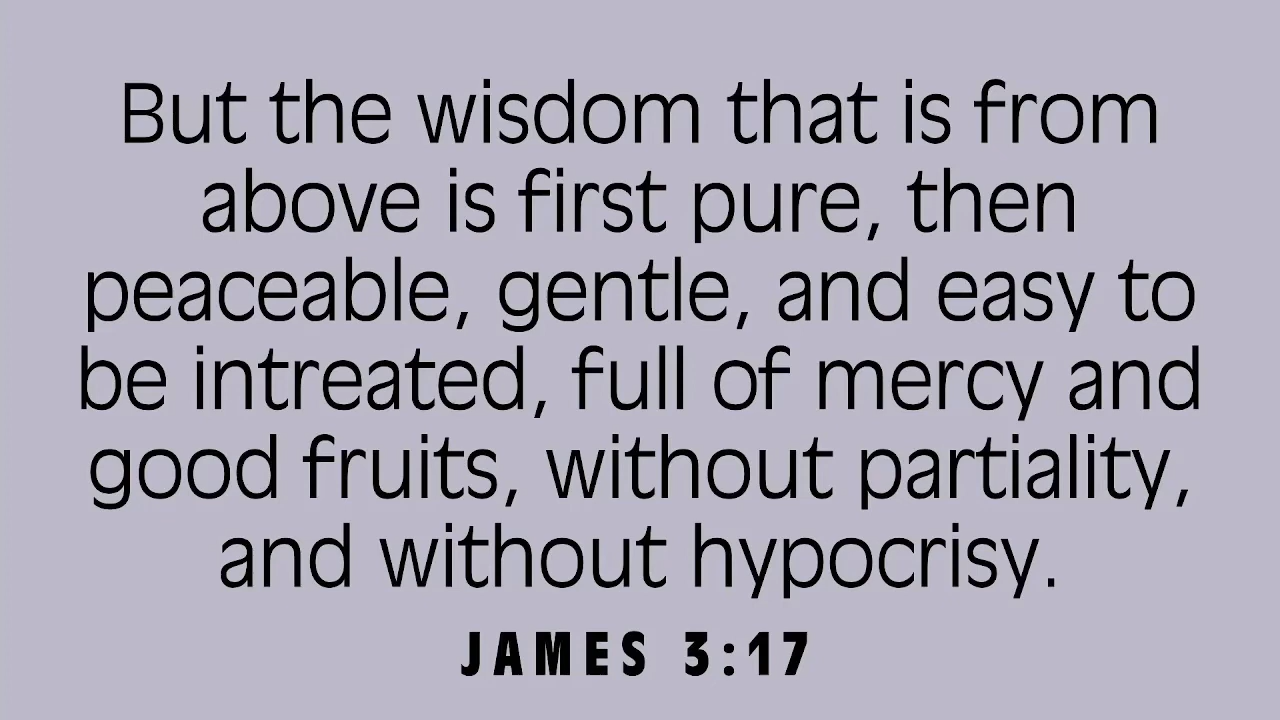 But the wisdom that is from
above is first pure, then
peaceable, gentle, and easy to
be intreated, full of mercy and
good fruits, without partiality,
and without hypocrisy.
JAMES 3:17